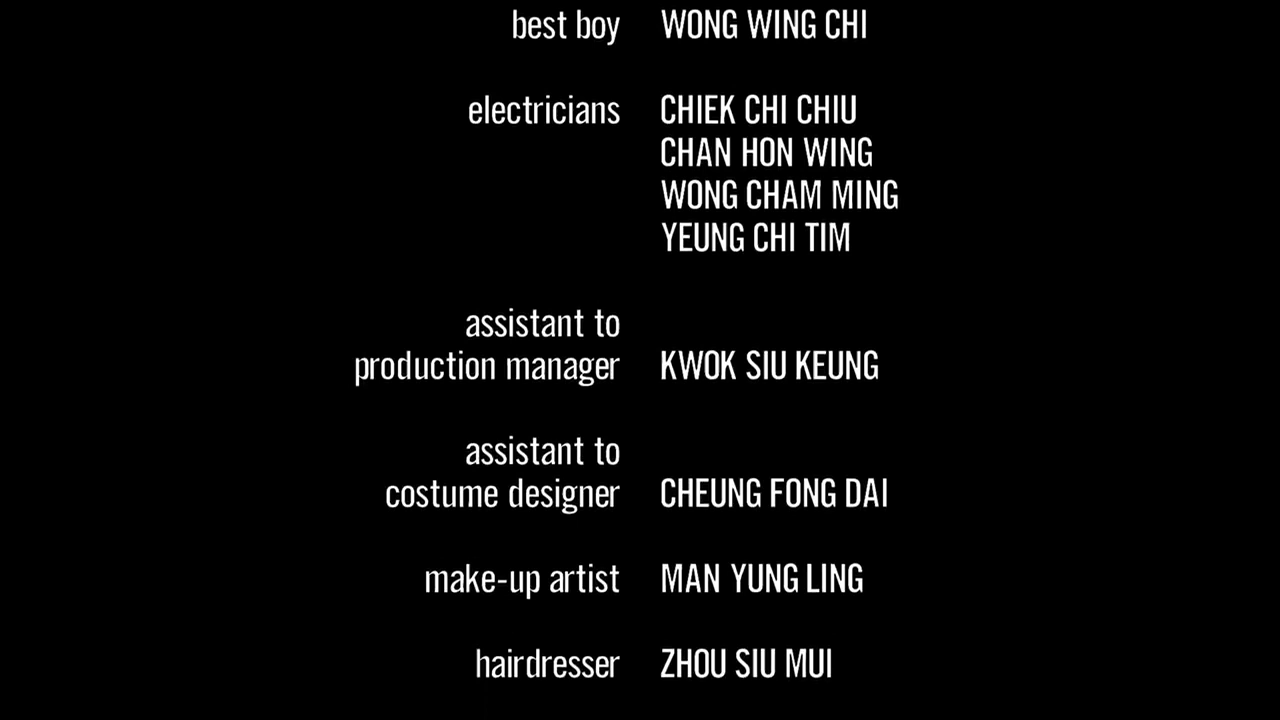 best boy WONG WING CHI
electricians CHIEK CHI CHIU
CHAN HON WING
WONG CHAM MING
YEUNG CHI TIM
assistant to
production manager KWOK SIU KEUNG
assistant to
costume designer CHEUNG FONG DAI
make-up artist MAN YUNG LING
hairdresser ZHOU SIU MUI